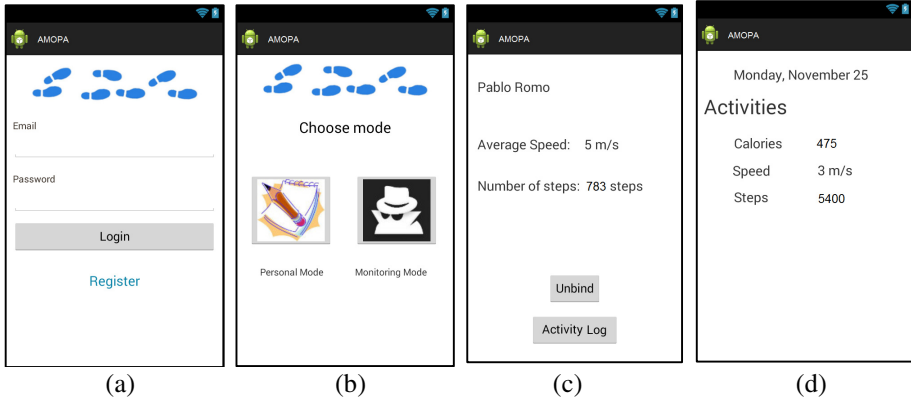 AMOPA
Email
Password
Login
Register
(a)
AMOPA
Choose mode
Personal Mode
Monitoring Mode
(b)
AMOPA
Pablo Romo
Average Speed: 5 m/s
Number of steps: 783 steps
Unbind
Activity Log
(c)
AMOPA
Monday, November 25
Activities
Calories 475
Speed 3 m/s
Steps 5400
(d)